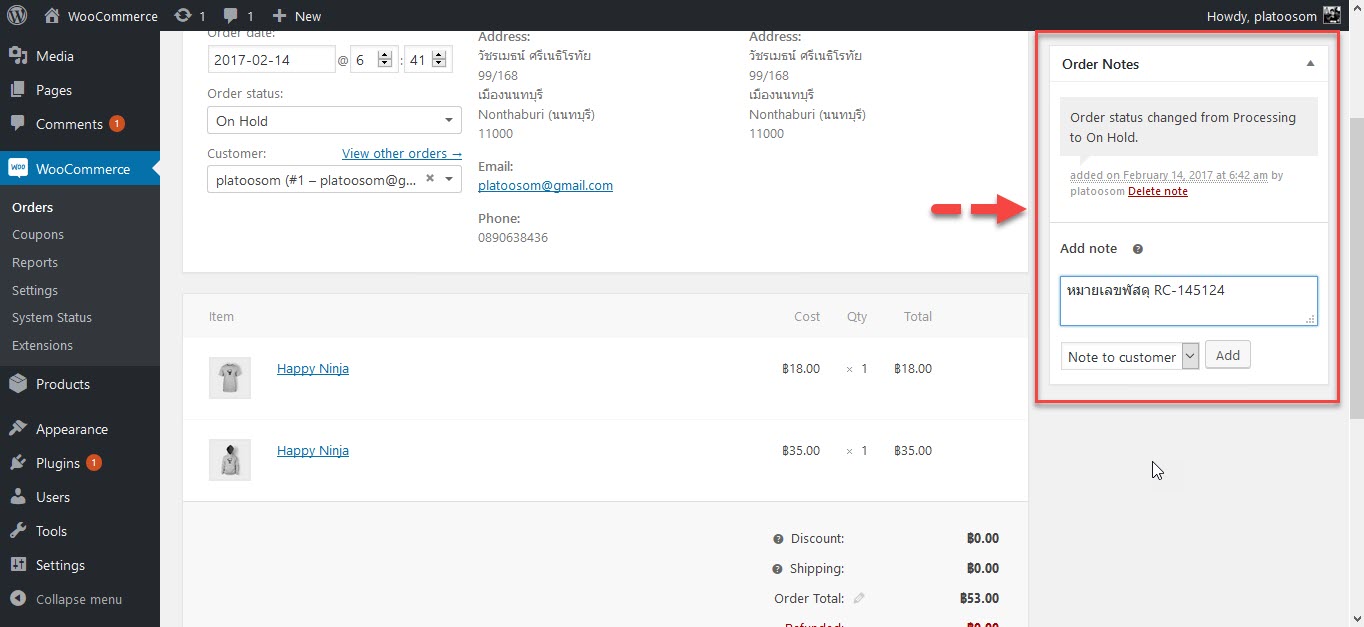 WooCommerce 1 1 New
Howdy, platoosom
Media
Pages
Comments 1
WooCommerce
Orders
Coupons
Reports
Settings
System Status
Extensions
Products
Appearance
Plugins 1
Users
Tools
Settings
Collapse menu
Order date:
2017-02-14 @ 6 : 41
Order status:
On Hold
Customer: View other orders →
platoosom (#1 – platoosom@g... ×
Address:
วัชรเมธน์ ศรีเนธิโรทัย
99/168
เมืองนนทบุรี
Nonthaburi (นนทบุรี)
11000
Email:
platoosom@gmail.com
Phone:
0890638436
Address:
วัชรเมธน์ ศรีเนธิโรทัย
99/168
เมืองนนทบุรี
Nonthaburi (นนทบุรี)
11000
Item Cost Qty Total
Happy Ninja ฿18.00 × 1 ฿18.00
Happy Ninja ฿35.00 × 1 ฿35.00
Discount: ฿0.00
Shipping: ฿0.00
Order Total: ฿53.00
Refunded: ฿0.00
Order Notes
Order status changed from Processing
to On Hold.
added on February 14, 2017 at 6:42 am by
platoosom Delete note
Add note
หมายเลขพัสดุ RC-145124
Note to customer Add